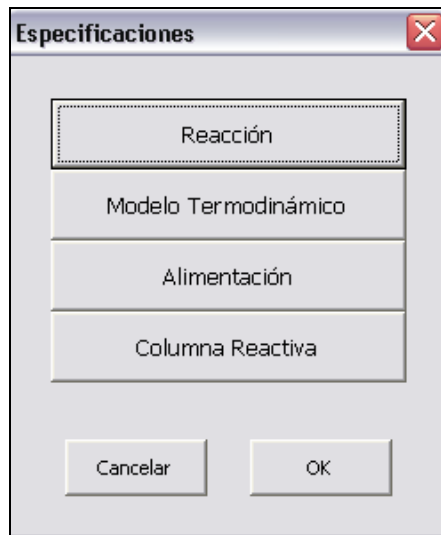 Especificaciones
Reacción
Modelo Termodinámico
Alimentación
Columna Reactiva
Cancelar OK